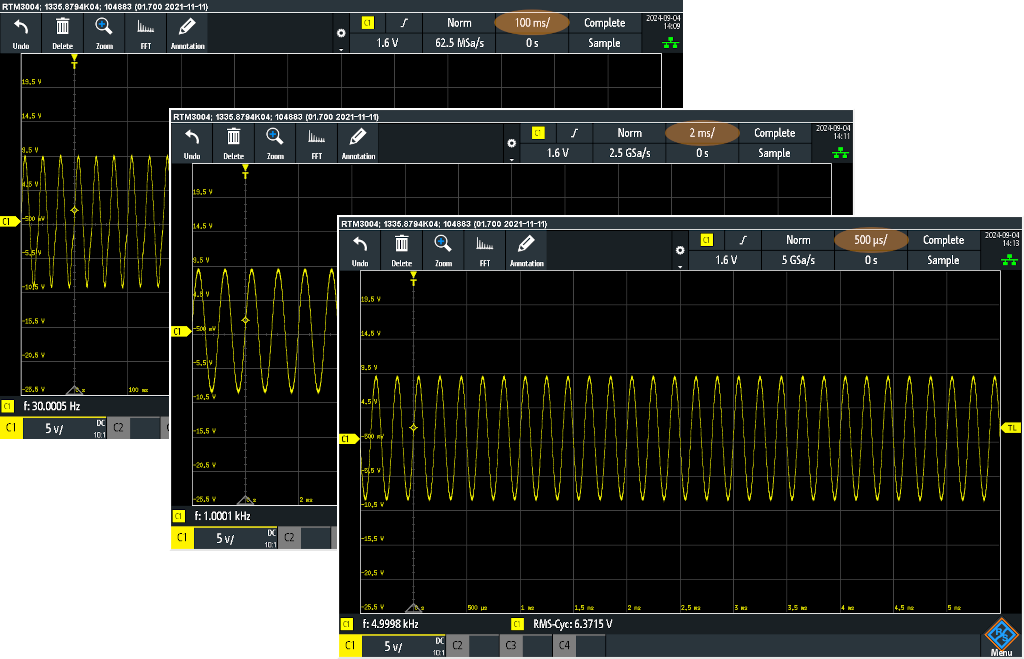 RTM3004; 1335.8794K04; 104883 (01.700 2021-11-11)
Undo Delete Zoom FFT Annotation
C1 Norm 100 ms/ Complete 2024-09-04 14:09
1.6 V 62.5 MSa/s 0 s Sample
T
19,5 V
14,5 V
9,5 V
4,5 V
C1 -500 mV
-5,5 V
-10,5 V
-15,5 V
-20,5 V
-25,5 V 0 s 100 ms
C1 f: 30.0005 Hz
C1 5 V/ DC 10:1 C2
RTM3004; 1335.8794K04; 104883 (01.700 2021-11-11)
Undo Delete Zoom FFT Annotation
C1 Norm 2 ms/ Complete 2024-09-04 14:11
1.6 V 2.5 GSa/s 0 s Sample
T
19,5 V
14,5 V
9,5 V
4,5 V
C1 -500 mV
-5,5 V
-10,5 V
-15,5 V
-20,5 V
-25,5 V 0 s 2 ms
C1 f: 1.0001 kHz
C1 5 V/ DC 10:1 C2
RTM3004; 1335.8794K04; 104883 (01.700 2021-11-11)
Undo Delete Zoom FFT Annotation
C1 Norm 500 µs/ Complete 2024-09-04 14:13
1.6 V 5 GSa/s 0 s Sample
T
19,5 V
14,5 V
9,5 V
4,5 V
TL
C1 -500 mV
-5,5 V
-10,5 V
-15,5 V
-20,5 V
-25,5 V 0 s 500 µs 1 ms 1,5 ms 2 ms 2,5 ms 3 ms 3,5 ms 4 ms 4,5 ms 5 ms
C1 f: 4.9998 kHz C1 RMS-Cyc: 6.3715 V
C1 5 V/ DC 10:1 C2 C3 C4 Menu